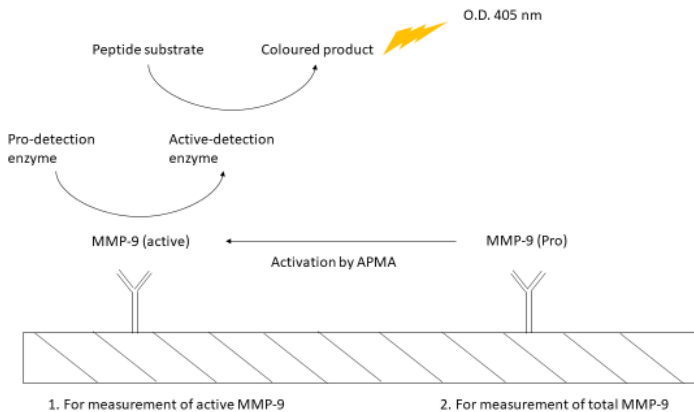 O.D. 405 nm
Peptide substrate
Coloured product
Pro-detection
enzyme
Active-detection
enzyme
MMP-9 (active)
MMP-9 (Pro)
Activation by APMA
1. For measurement of active MMP-9
2. For measurement of total MMP-9